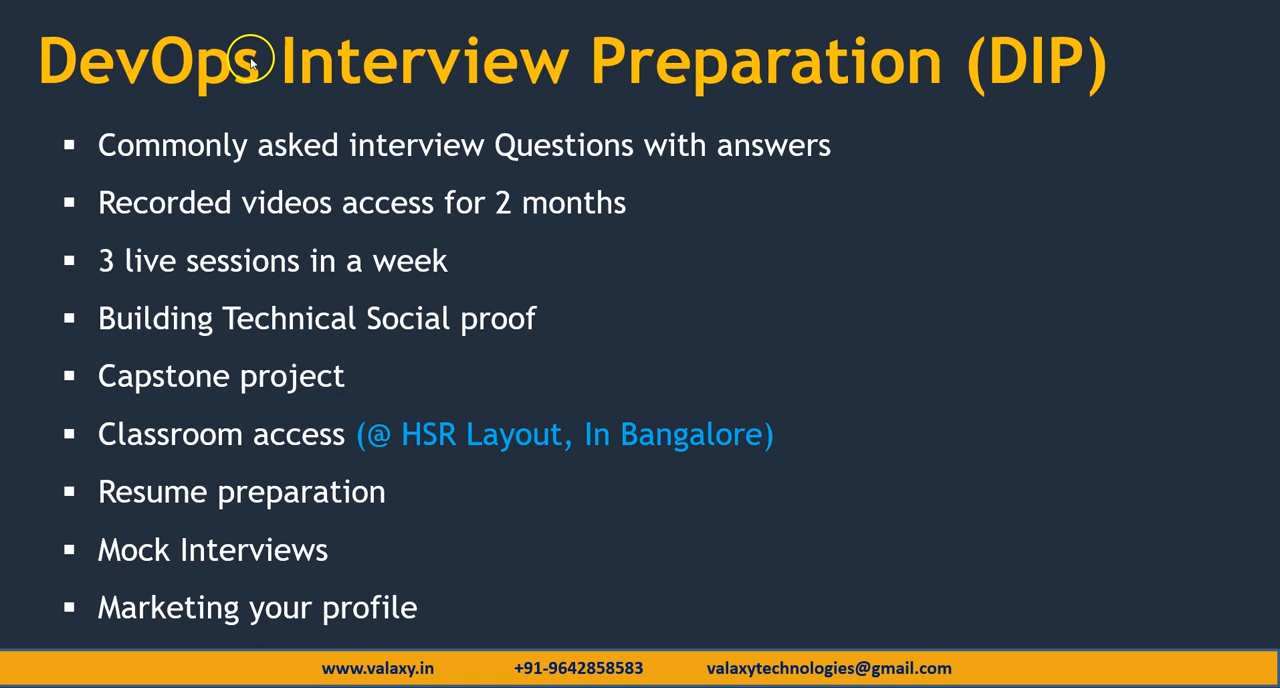 DevOps Interview Preparation (DIP)
▪ Commonly asked interview Questions with answers
▪ Recorded videos access for 2 months
▪ 3 live sessions in a week
▪ Building Technical Social proof
▪ Capstone project
▪ Classroom access (@ HSR Layout, In Bangalore)
▪ Resume preparation
▪ Mock Interviews
▪ Marketing your profile
www.valaxy.in +91-9642858583 valaxytechnologies@gmail.com